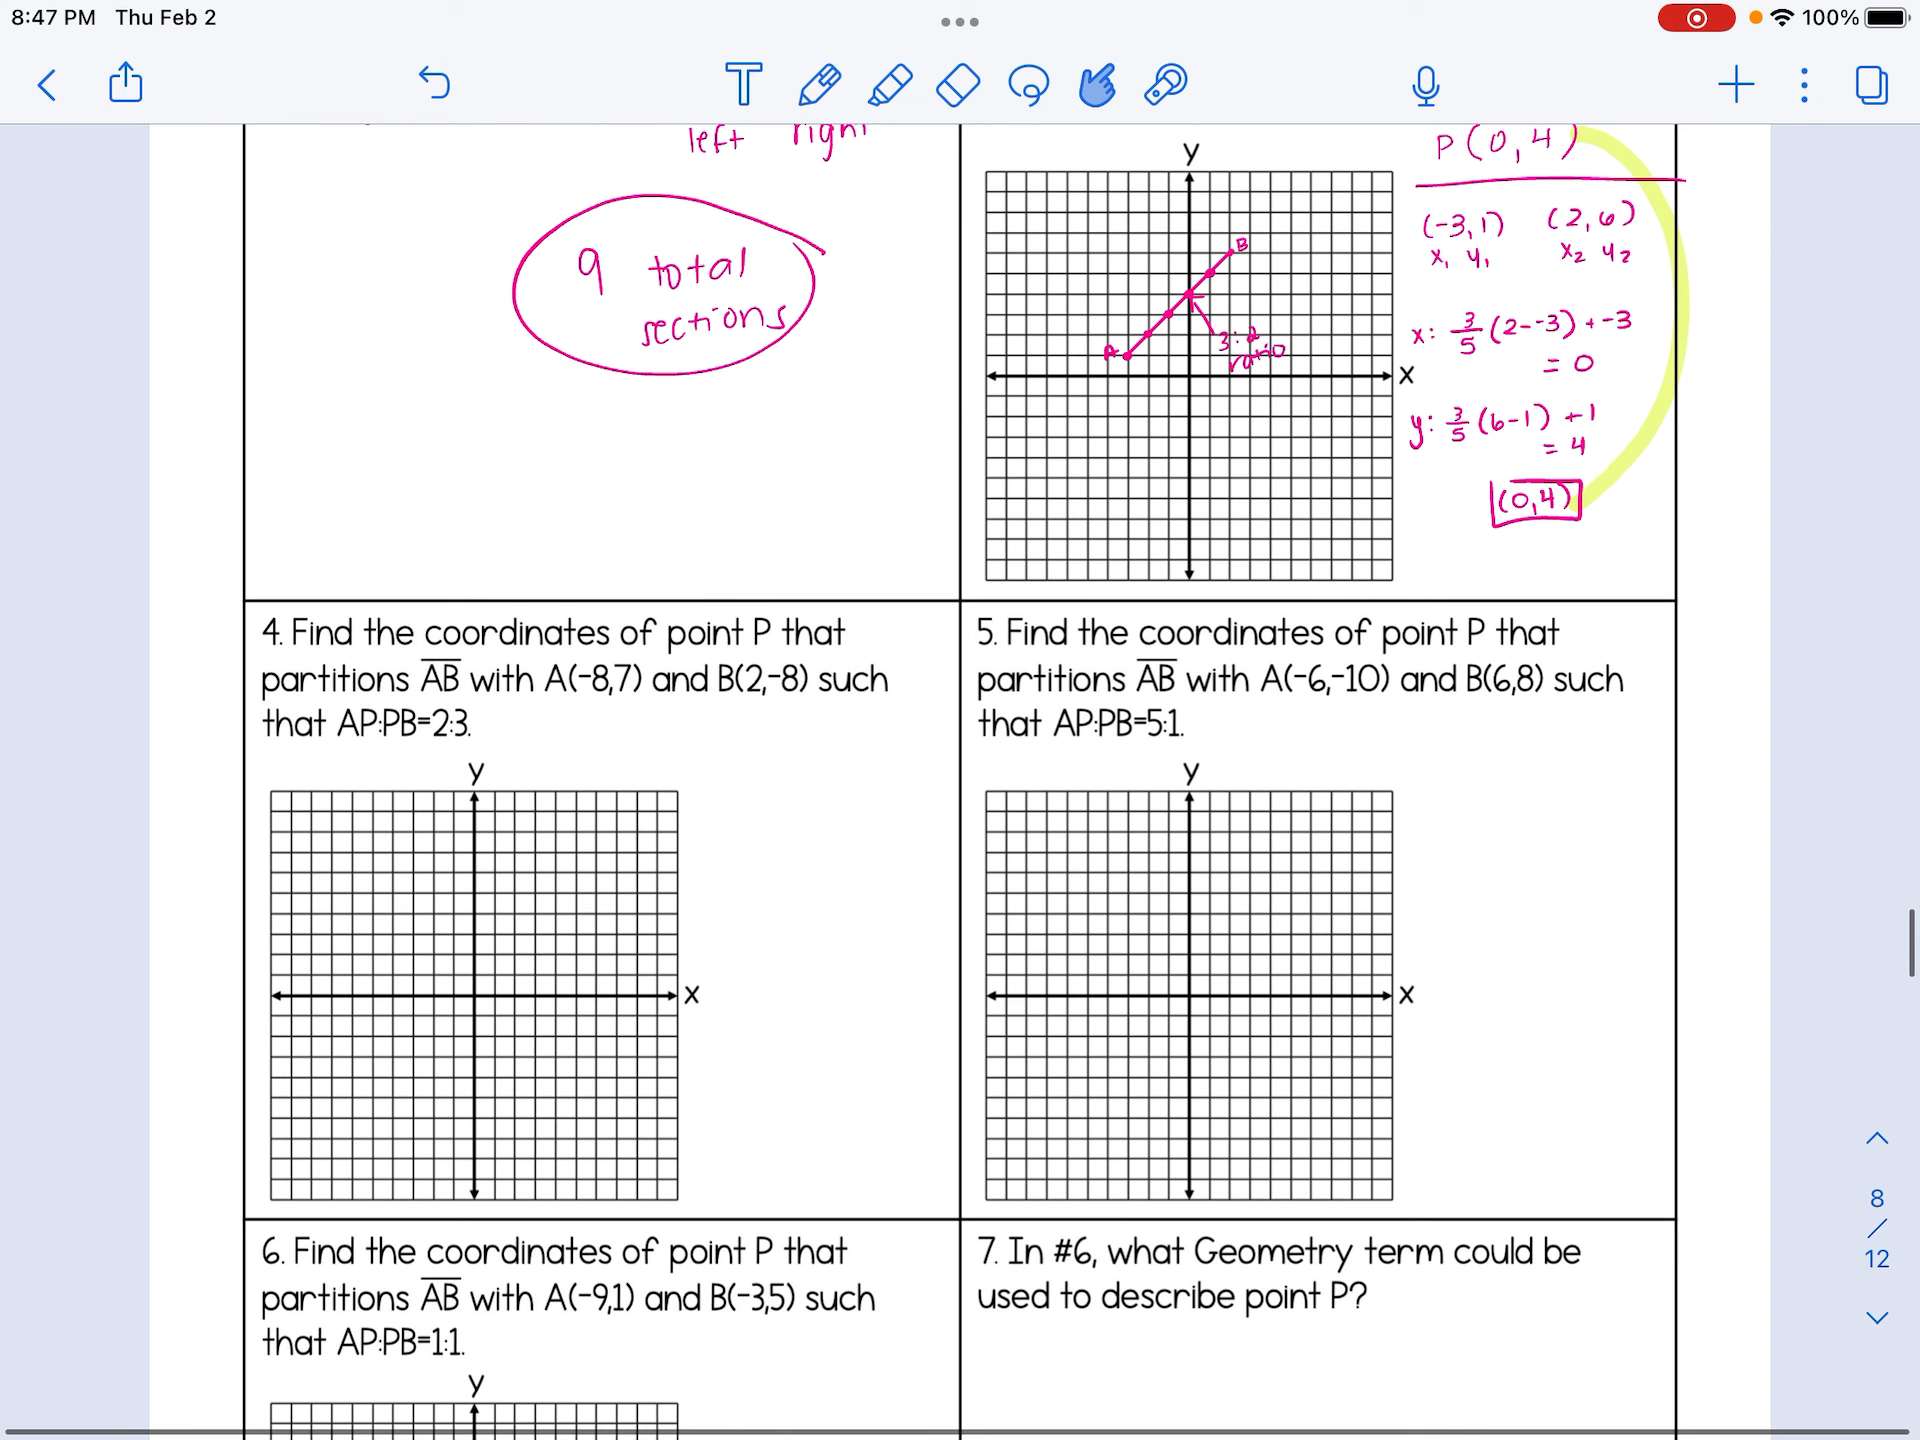 8:47 PM Thu Feb 2
100%
T
left right
9 total
sections
y
x
A
B
3:2
ratio
P(0,4)
(-3,1) (2,6)
x₁ y₁ x₂ y₂
x: 3/5 (2--3) + -3
= 0
y: 3/5 (6-1) +1
= 4
(0,4)
4. Find the coordinates of point P that
partitions A̅B̅ with A(-8,7) and B(2,-8) such
that AP:PB=2:3.
y
x
5. Find the coordinates of point P that
partitions A̅B̅ with A(-6,-10) and B(6,8) such
that AP:PB=5:1.
y
x
6. Find the coordinates of point P that
partitions A̅B̅ with A(-9,1) and B(-3,5) such
that AP:PB=1:1.
y
7. In #6, what Geometry term could be
used to describe point P?
8
/
12